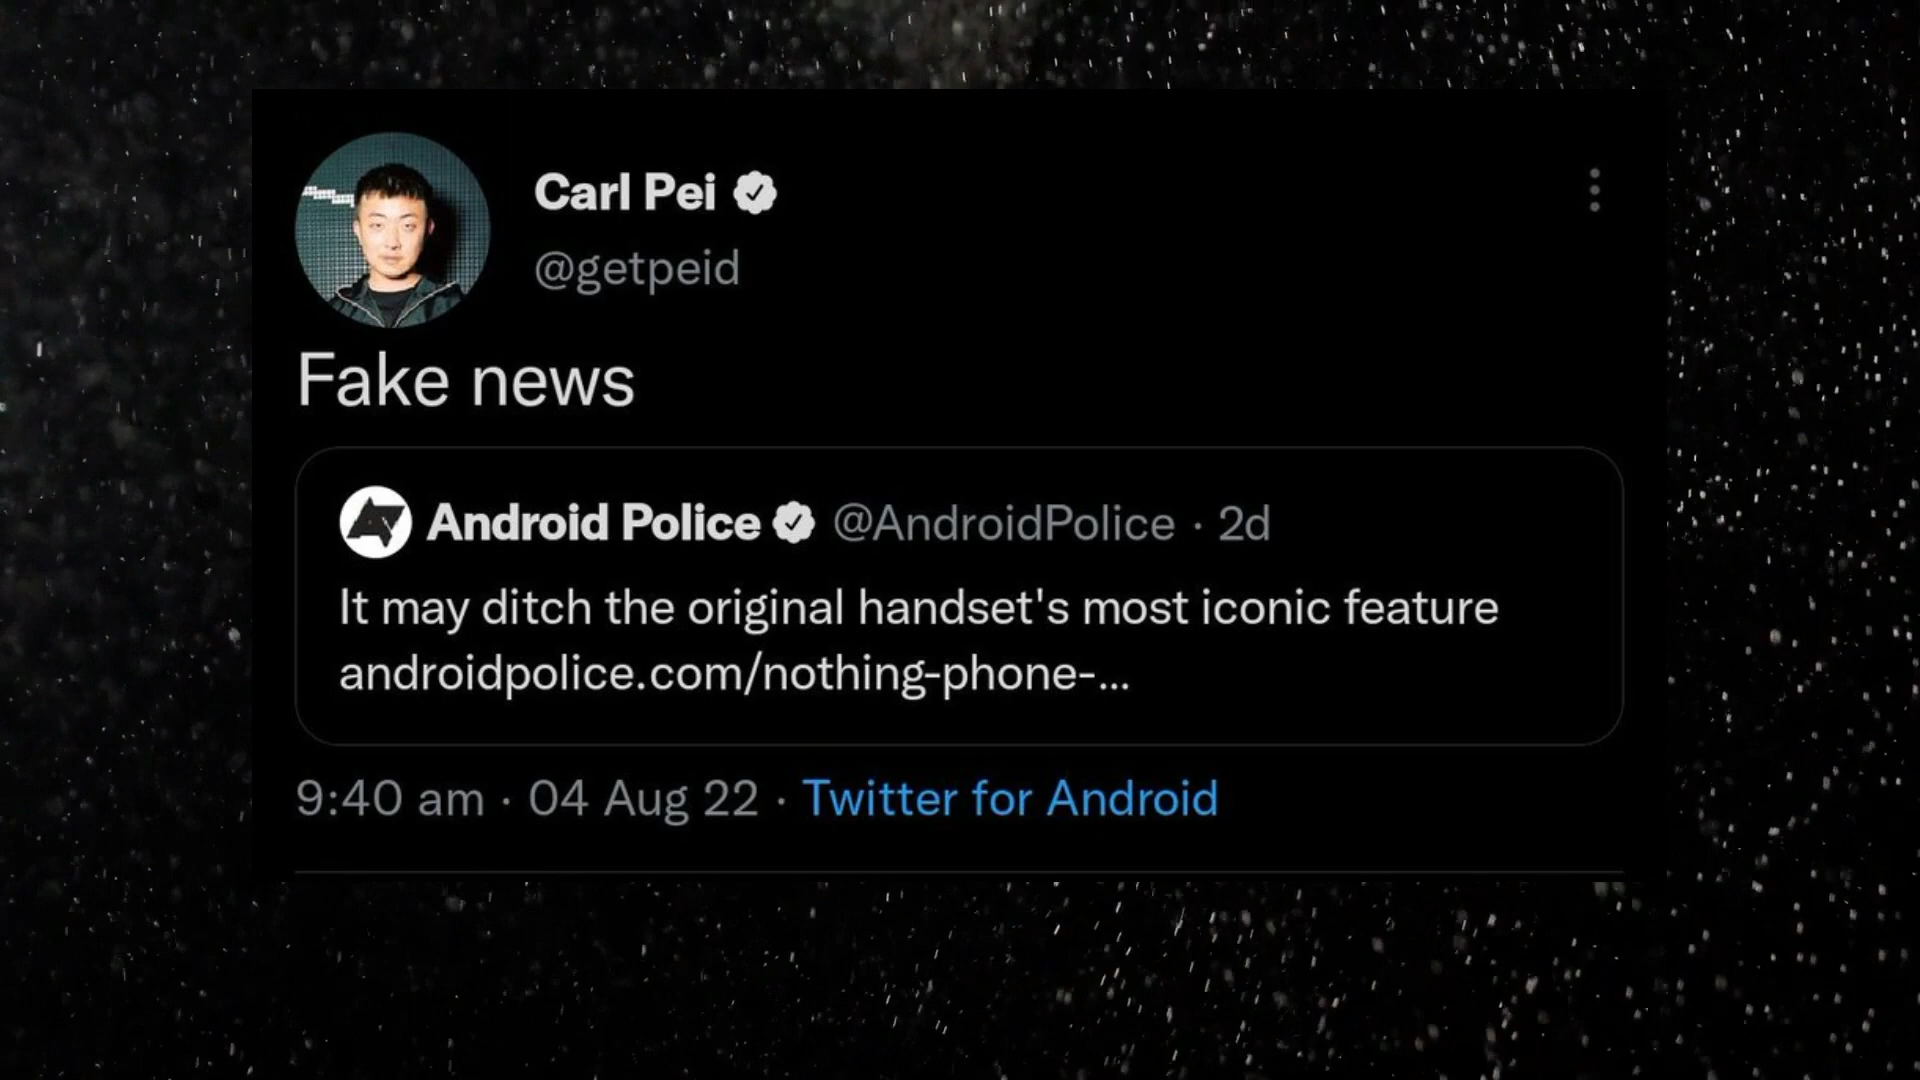 Carl Pei
@getpeid
Fake news
Android Police @AndroidPolice · 2d
It may ditch the original handset's most iconic feature
androidpolice.com/nothing-phone-...
9:40 am · 04 Aug 22 · Twitter for Android